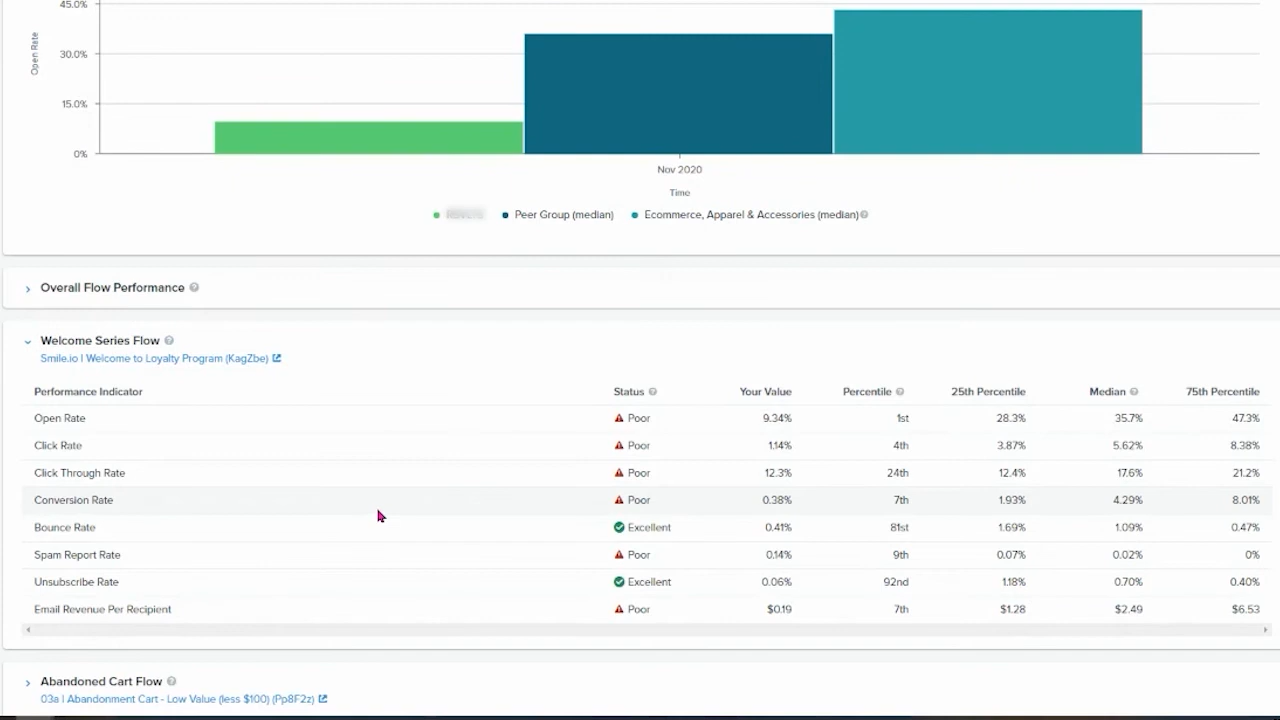 45.0%
30.0%
15.0%
0%
Open Rate
Nov 2020
Time
Peer Group (median) Ecommerce, Apparel & Accessories (median)
Overall Flow Performance
Welcome Series Flow
Smile.io | Welcome to Loyalty Program (KagZbe)
Performance Indicator Status Your Value Percentile 25th Percentile Median 75th Percentile
Open Rate Poor 9.34% 1st 28.3% 35.7% 47.3%
Click Rate Poor 1.14% 4th 3.87% 5.62% 8.38%
Click Through Rate Poor 12.3% 24th 12.4% 17.6% 21.2%
Conversion Rate Poor 0.38% 7th 1.93% 4.29% 8.01%
Bounce Rate Excellent 0.41% 81st 1.69% 1.09% 0.47%
Spam Report Rate Poor 0.14% 9th 0.07% 0.02% 0%
Unsubscribe Rate Excellent 0.06% 92nd 1.18% 0.70% 0.40%
Email Revenue Per Recipient Poor $0.19 7th $1.28 $2.49 $6.53
Abandoned Cart Flow
03a | Abandonment Cart - Low Value (less $100) (Pp8F2z)